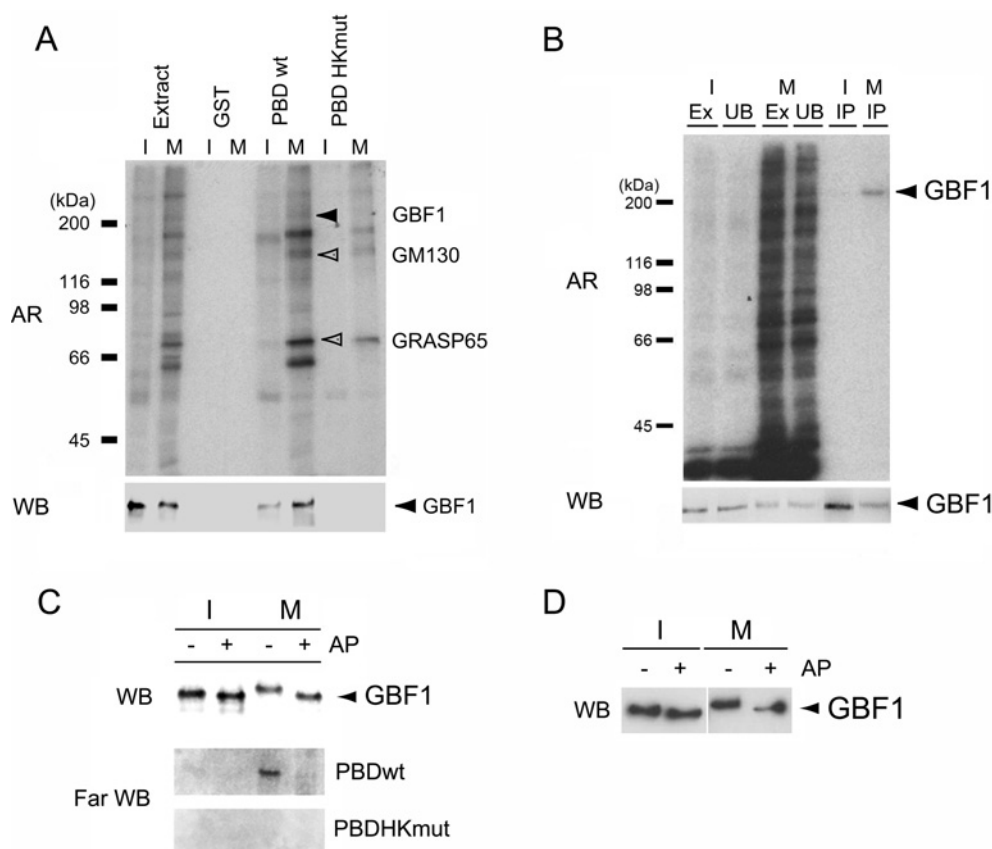 A
Extract
GST
PBD wt
PBD HKmut
I M I M I M I M
(kDa)
200
116
98
66
45
AR
GBF1
GM130
GRASP65
WB
GBF1
B
I M I M
Ex UB Ex UB IP IP
(kDa)
200
116
98
66
45
AR
GBF1
WB
GBF1
C
I M
- + - + AP
WB
GBF1
Far WB
PBDwt
PBDHKmut
D
I M
- + - + AP
WB
GBF1